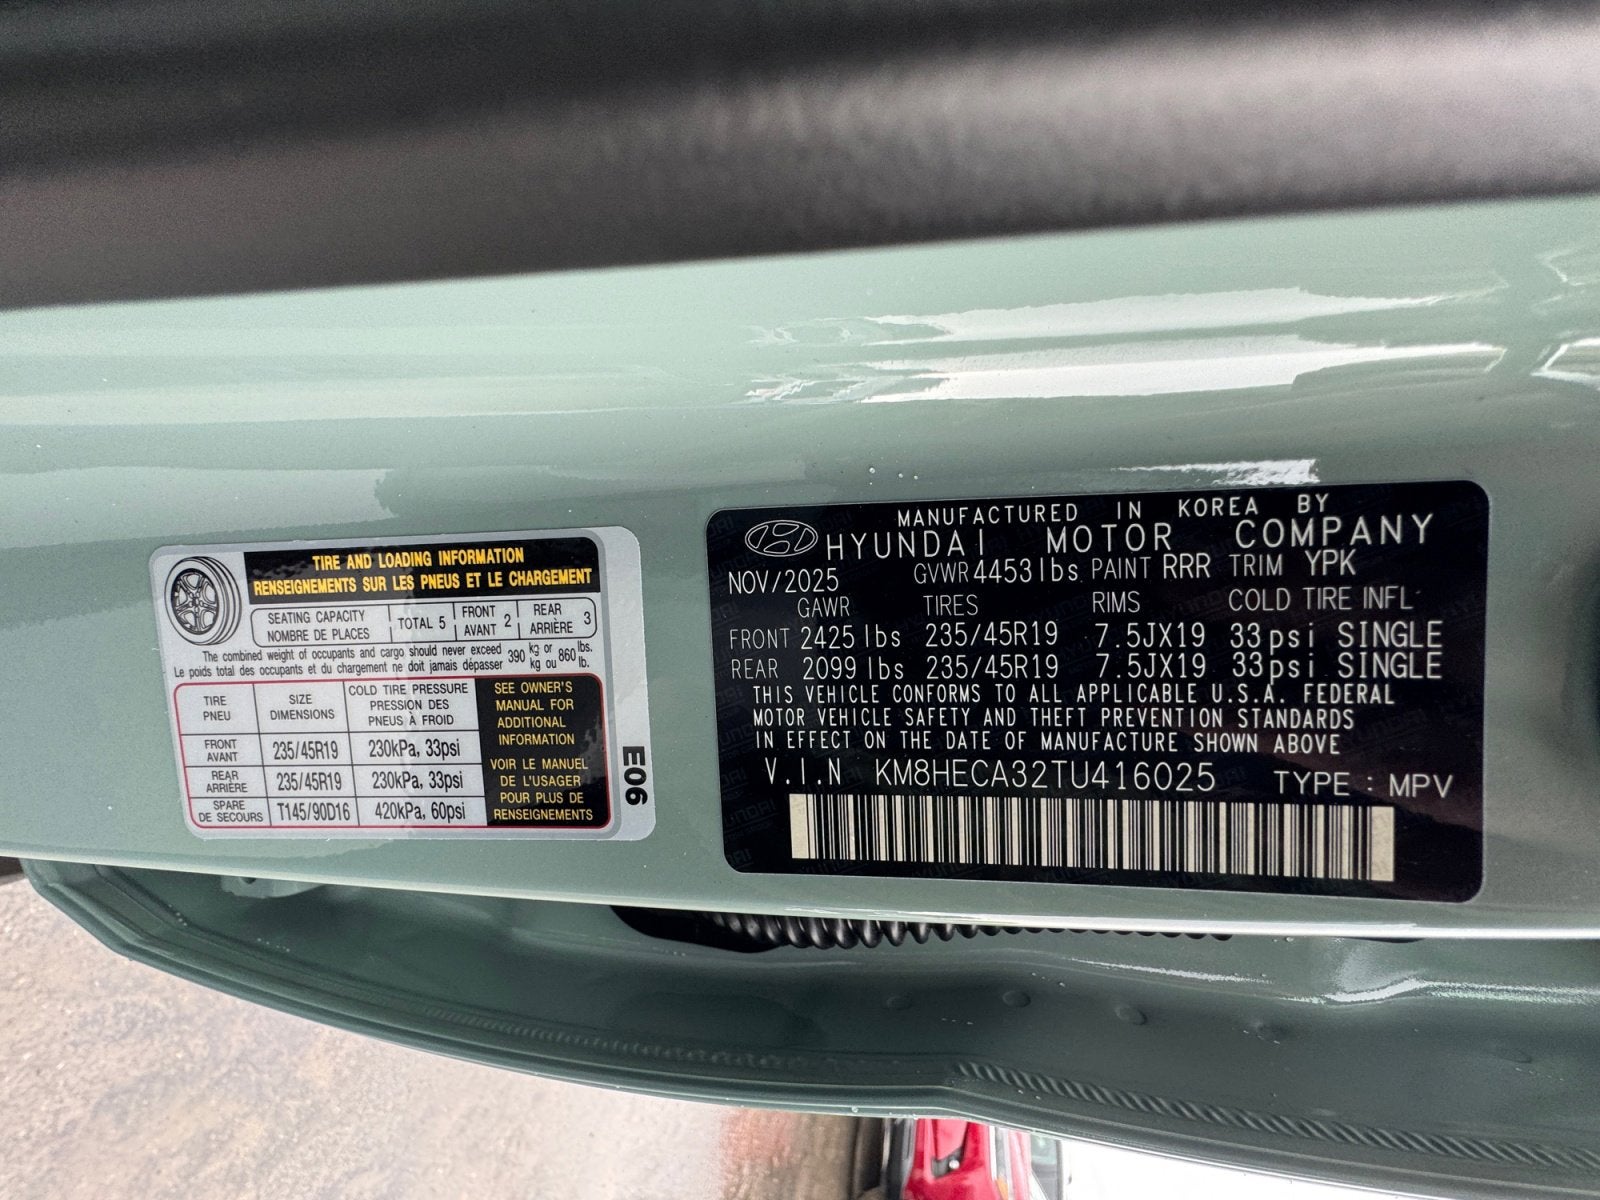 TIRE AND LOADING INFORMATION
RENSEIGNEMENTS SUR LES PNEUS ET LE CHARGEMENT
SEATING CAPACITY
NOMBRE DE PLACES
TOTAL 5
FRONT
AVANT 2
REAR
ARRIÈRE 3
The combined weight of occupants and cargo should never exceed 390 kg or 860 lbs.
Le poids total des occupants et du chargement ne doit jamais dépasser kg ou lb.
TIRE
PNEU
SIZE
DIMENSIONS
COLD TIRE PRESSURE
PRESSION DES
PNEUS À FROID
FRONT
AVANT
235/45R19
230kPa, 33psi
REAR
ARRIÈRE
235/45R19
230kPa, 33psi
SPARE
DE SECOURS
T145/90D16
420kPa, 60psi
SEE OWNER'S
MANUAL FOR
ADDITIONAL
INFORMATION
VOIR LE MANUEL
DE L'USAGER
POUR PLUS DE
RENSEIGNEMENTS
E06
MANUFACTURED IN KOREA BY
HYUNDAI MOTOR COMPANY
NOV/2025 GVWR 4453 lbs PAINT RRR TRIM YPK
GAWR TIRES RIMS COLD TIRE INFL
FRONT 2425 lbs 235/45R19 7.5JX19 33psi SINGLE
REAR 2099 lbs 235/45R19 7.5JX19 33psi SINGLE
THIS VEHICLE CONFORMS TO ALL APPLICABLE U.S.A. FEDERAL
MOTOR VEHICLE SAFETY AND THEFT PREVENTION STANDARDS
IN EFFECT ON THE DATE OF MANUFACTURE SHOWN ABOVE
V.I.N KM8HECA32TU416025 TYPE : MPV